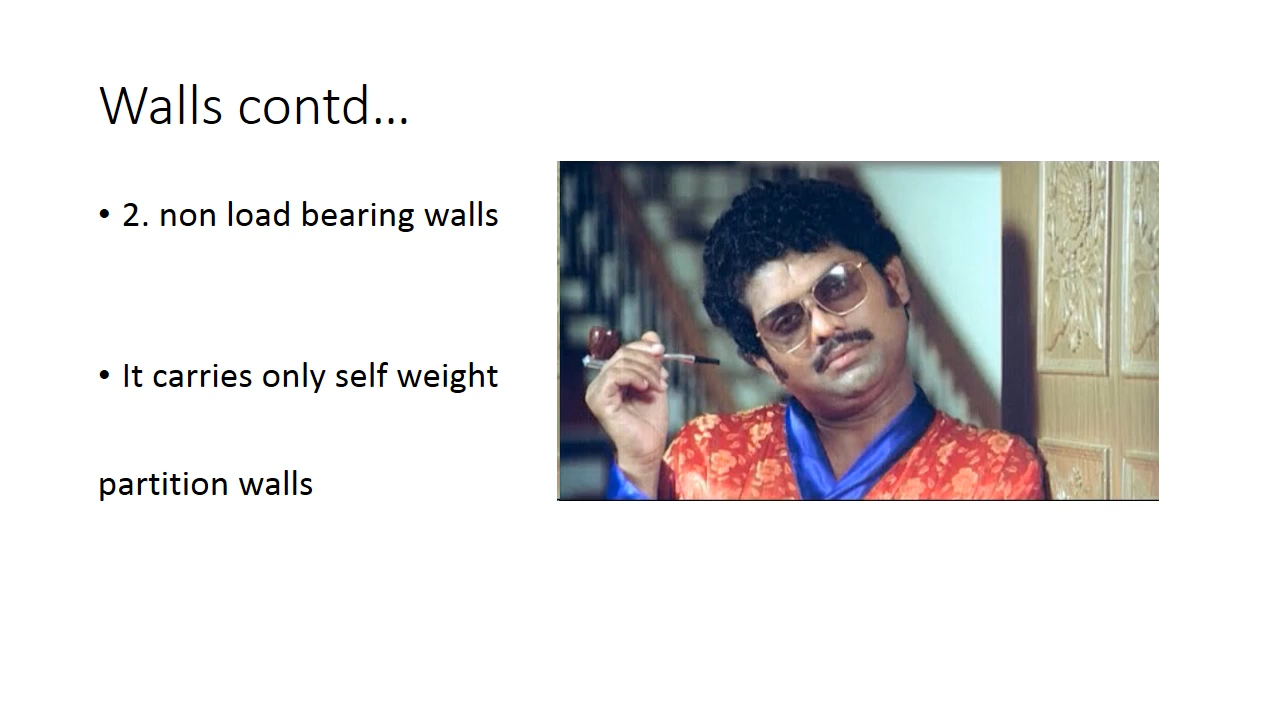 Walls contd...
• 2. non load bearing walls
• It carries only self weight
partition walls